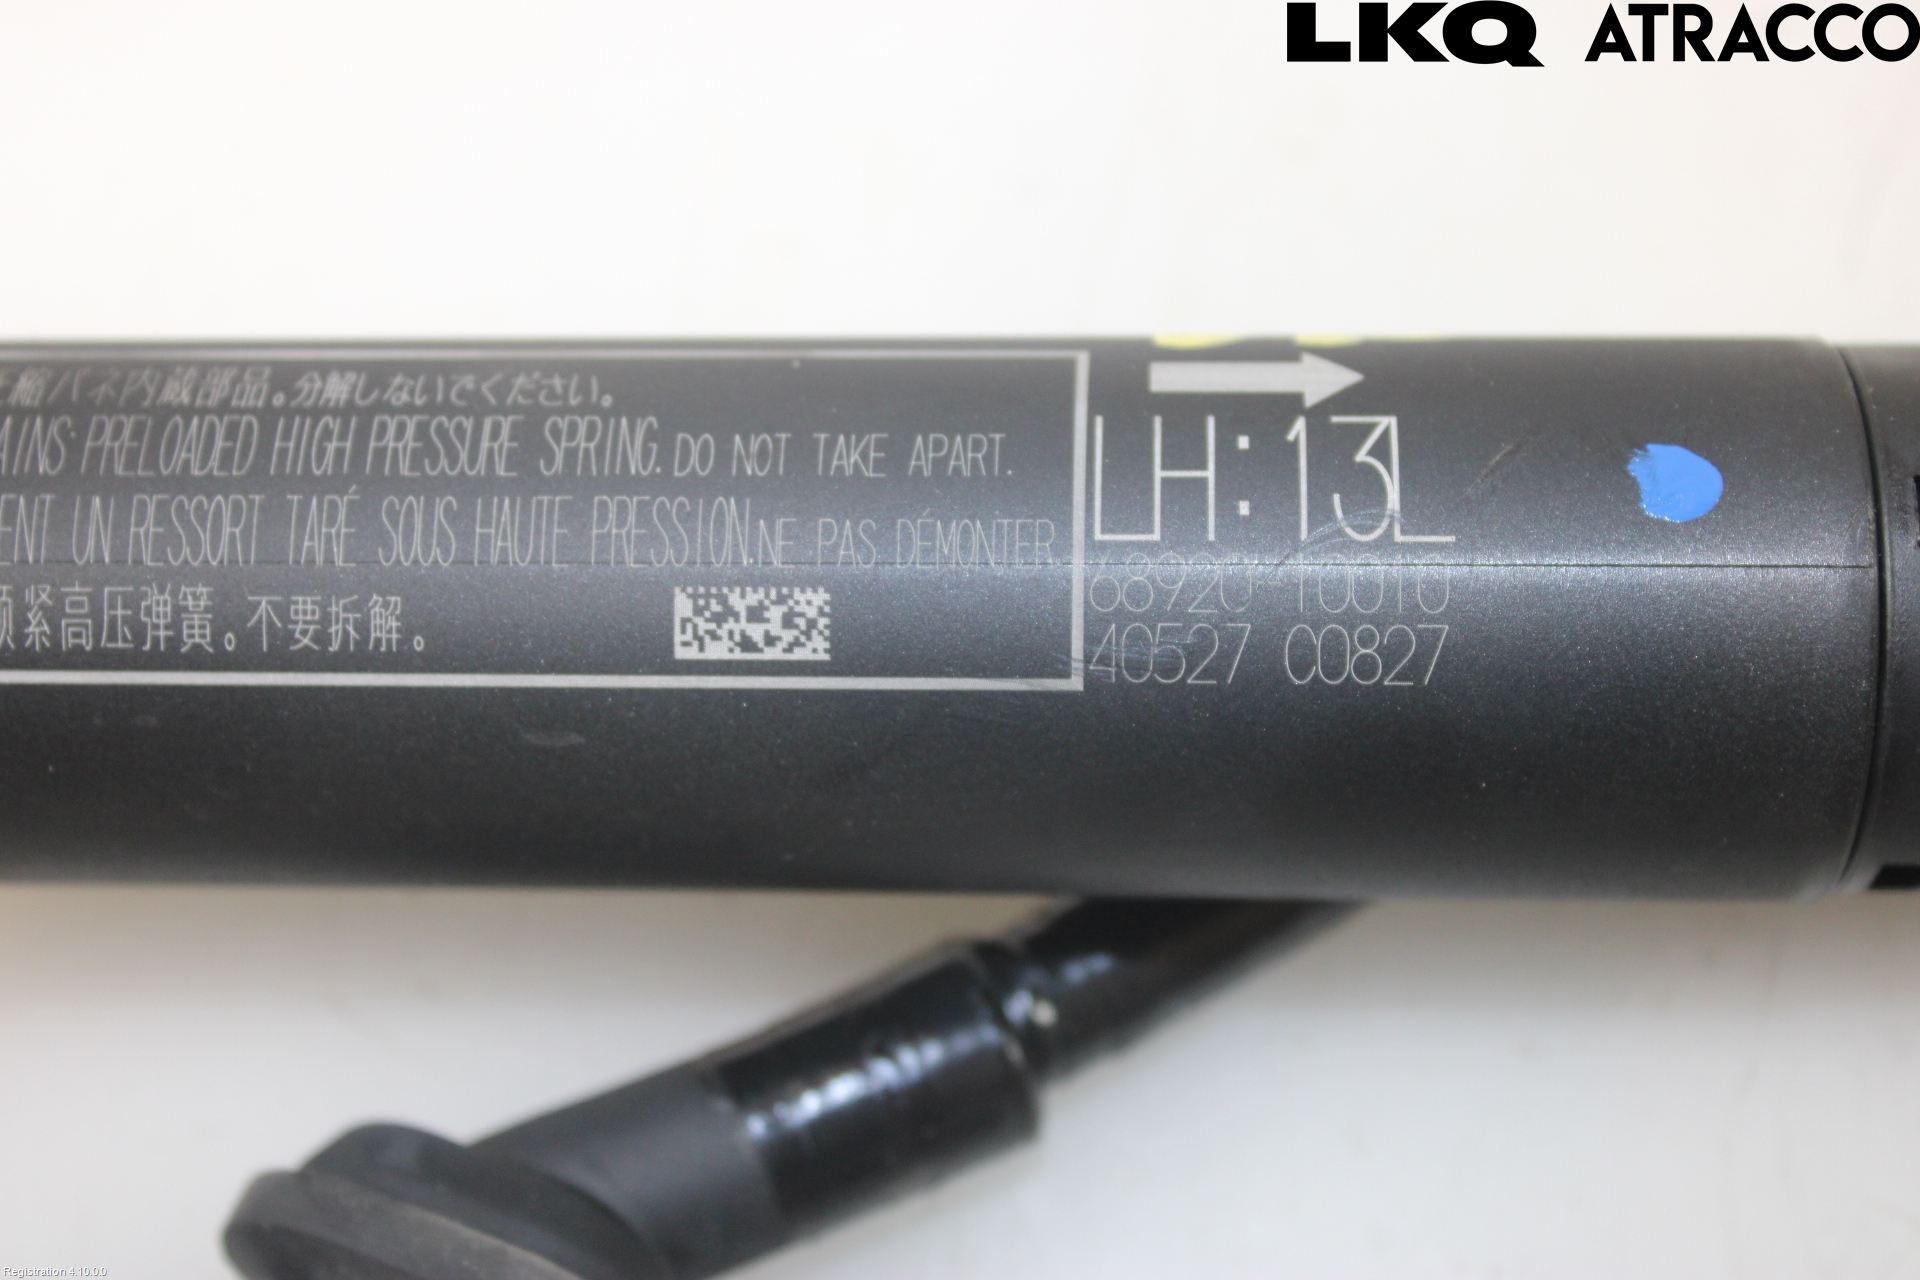 LKQ ATRACCO
縮バネ内蔵部品。分解しないでください。
AINS PRELOADED HIGH PRESSURE SPRING. DO NOT TAKE APART.
ENT UN RESSORT TARÉ SOUS HAUTE PRESSION. NE PAS DÉMONTER
紧高压弹簧。不要拆解。
LH:13L
68920-10010
40527 C0827
Registration 4.10.0.0